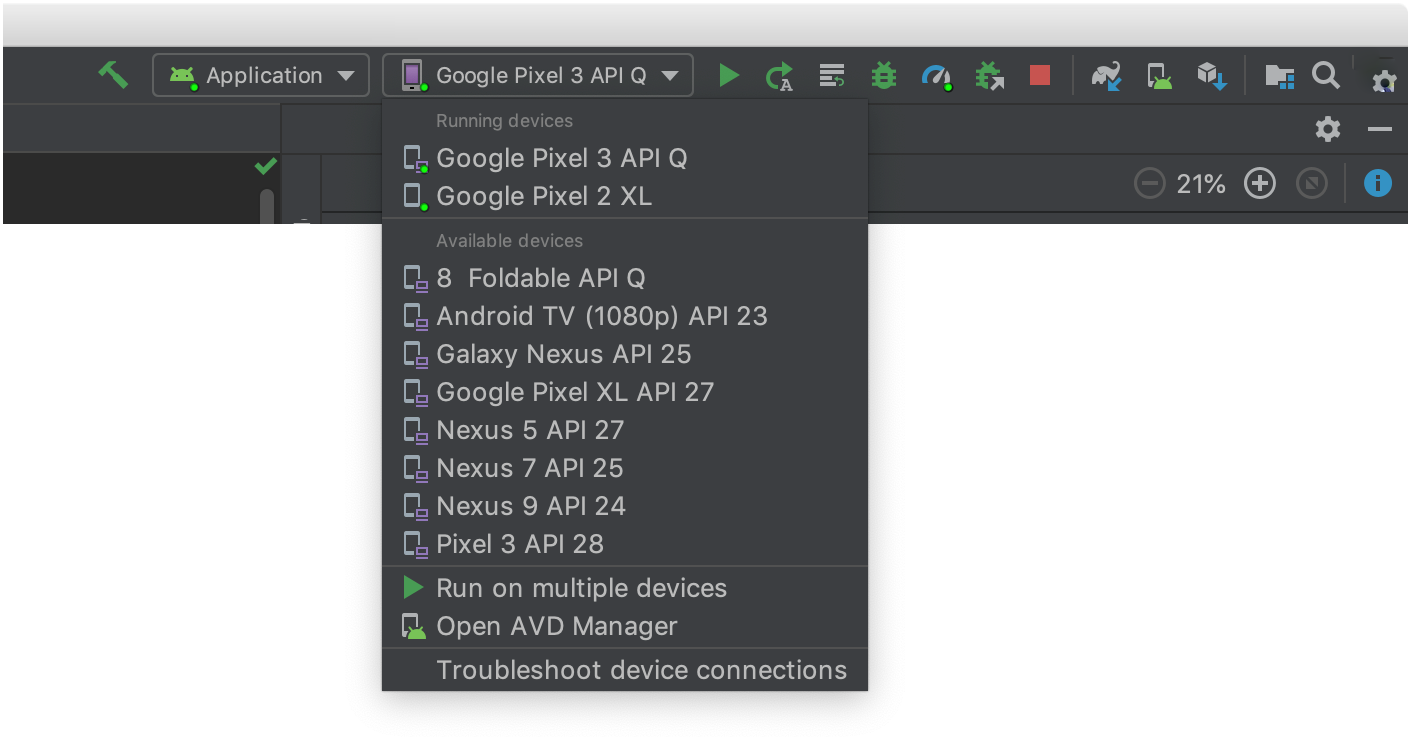 Application
Google Pixel 3 API Q
Running devices
Google Pixel 3 API Q
Google Pixel 2 XL
21%
Available devices
8 Foldable API Q
Android TV (1080p) API 23
Galaxy Nexus API 25
Google Pixel XL API 27
Nexus 5 API 27
Nexus 7 API 25
Nexus 9 API 24
Pixel 3 API 28
Run on multiple devices
Open AVD Manager
Troubleshoot device connections